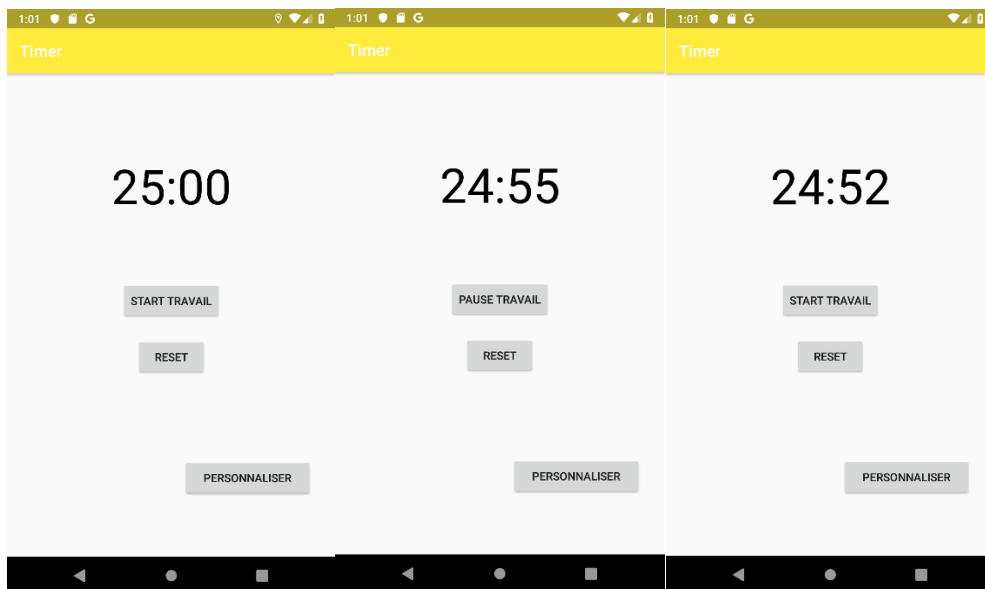 1:01 G
Timer
25:00
START TRAVAIL
RESET
PERSONNALISER
1:01 G
Timer
24:55
PAUSE TRAVAIL
RESET
PERSONNALISER
1:01 G
Timer
24:52
START TRAVAIL
RESET
PERSONNALISER